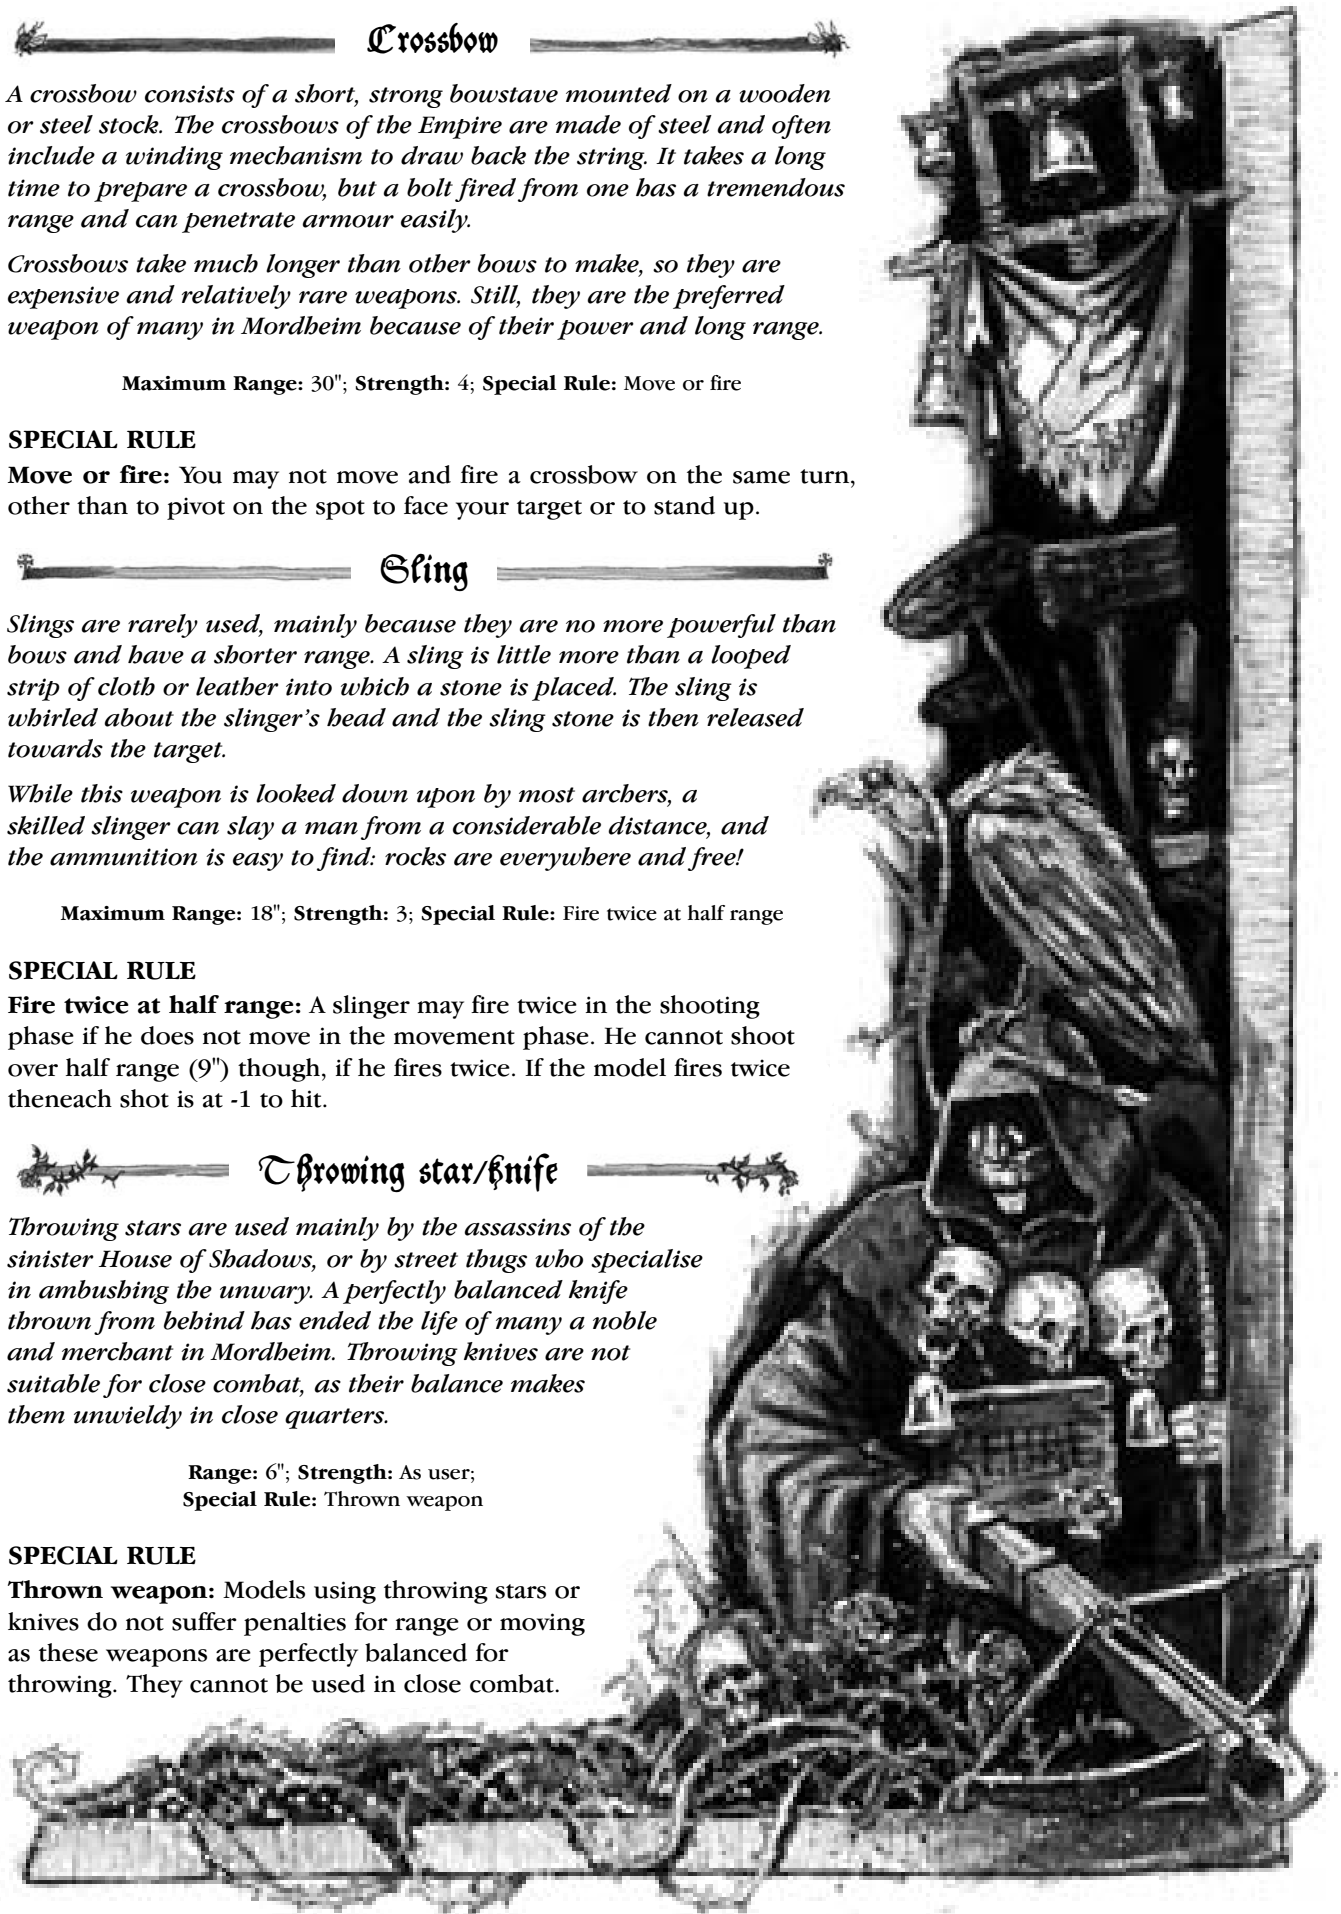 Crossbow
A crossbow consists of a short, strong bowstave mounted on a wooden
or steel stock. The crossbows of the Empire are made of steel and often
include a winding mechanism to draw back the string. It takes a long
time to prepare a crossbow, but a bolt fired from one has a tremendous
range and can penetrate armour easily.
Crossbows take much longer than other bows to make, so they are
expensive and relatively rare weapons. Still, they are the preferred
weapon of many in Mordheim because of their power and long range.
Maximum Range: 30"; Strength: 4; Special Rule: Move or fire
SPECIAL RULE
Move or fire: You may not move and fire a crossbow on the same turn,
other than to pivot on the spot to face your target or to stand up.
Sling
Slings are rarely used, mainly because they are no more powerful than
bows and have a shorter range. A sling is little more than a looped
strip of cloth or leather into which a stone is placed. The sling is
whirled about the slinger's head and the sling stone is then released
towards the target.
While this weapon is looked down upon by most archers, a
skilled slinger can slay a man from a considerable distance, and
the ammunition is easy to find: rocks are everywhere and free!
Maximum Range: 18"; Strength: 3; Special Rule: Fire twice at half range
SPECIAL RULE
Fire twice at half range: A slinger may fire twice in the shooting
phase if he does not move in the movement phase. He cannot shoot
over half range (9") though, if he fires twice. If the model fires twice
theneach shot is at -1 to hit.
Throwing star/knife
Throwing stars are used mainly by the assassins of the
sinister House of Shadows, or by street thugs who specialise
in ambushing the unwary. A perfectly balanced knife
thrown from behind has ended the life of many a noble
and merchant in Mordheim. Throwing knives are not
suitable for close combat, as their balance makes
them unwieldy in close quarters.
Range: 6"; Strength: As user;
Special Rule: Thrown weapon
SPECIAL RULE
Thrown weapon: Models using throwing stars or
knives do not suffer penalties for range or moving
as these weapons are perfectly balanced for
throwing. They cannot be used in close combat.